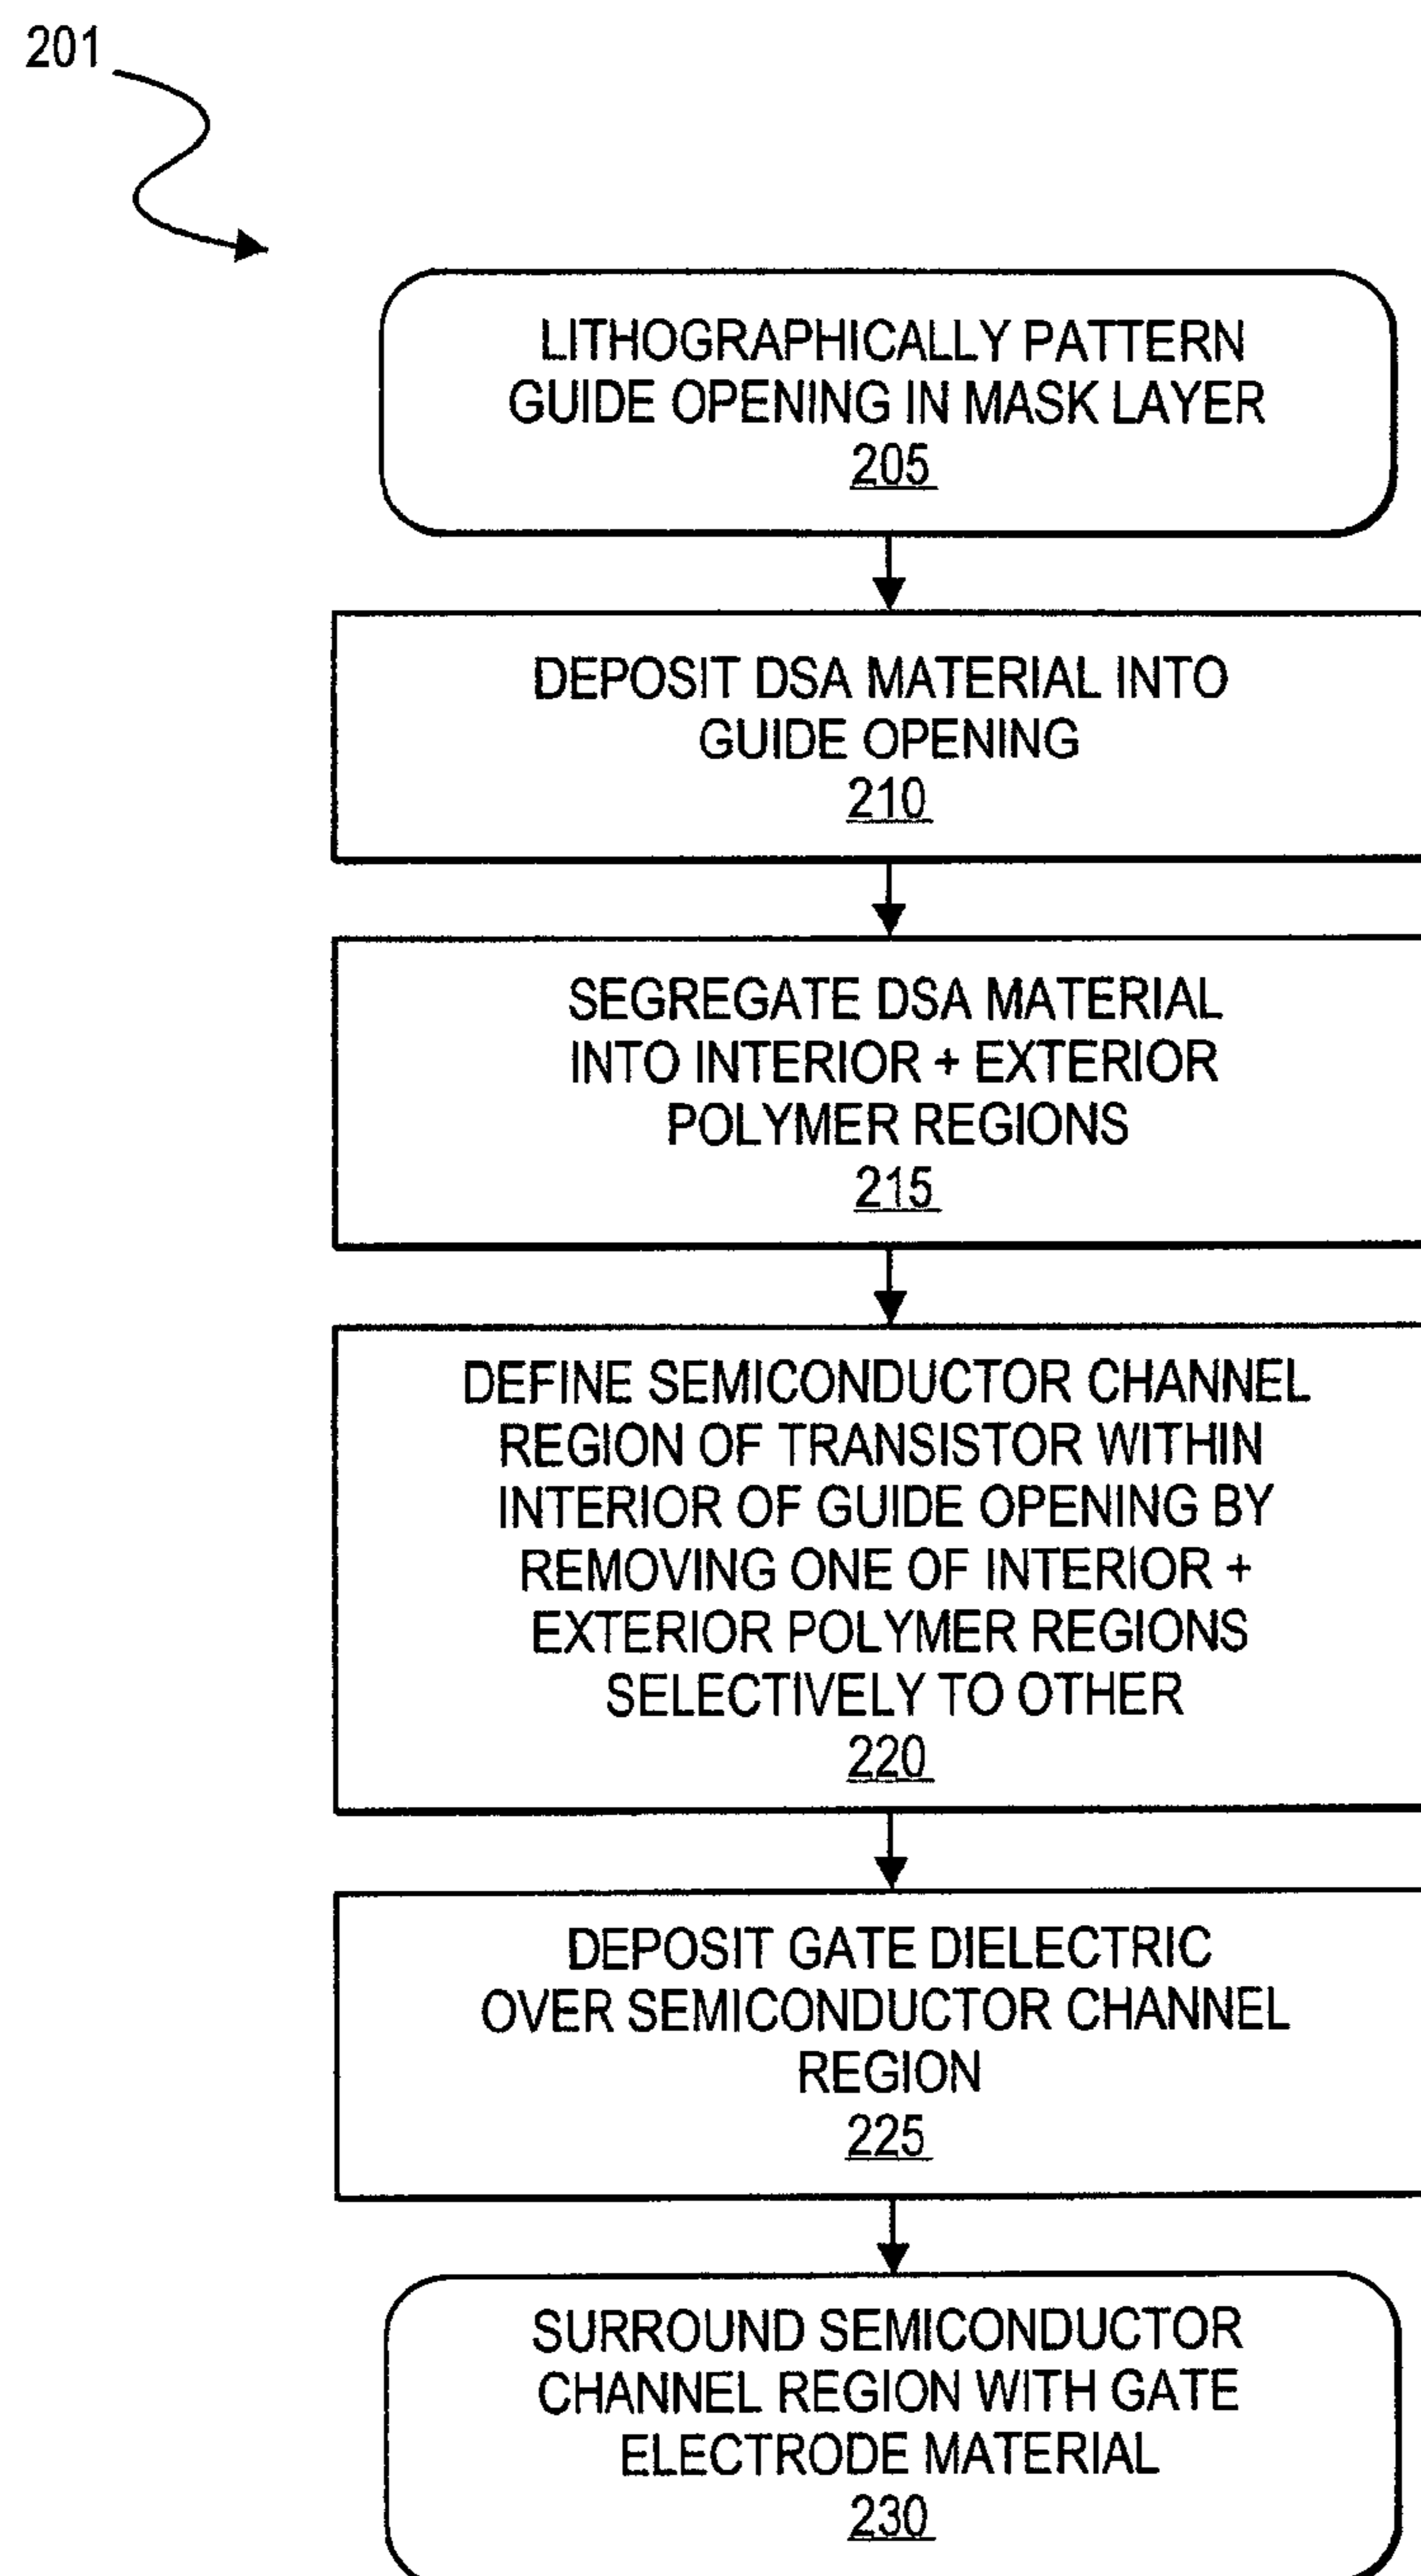 201
LITHOGRAPHICALLY PATTERN
GUIDE OPENING IN MASK LAYER
205
DEPOSIT DSA MATERIAL INTO
GUIDE OPENING
210
SEGREGATE DSA MATERIAL
INTO INTERIOR + EXTERIOR
POLYMER REGIONS
215
DEFINE SEMICONDUCTOR CHANNEL
REGION OF TRANSISTOR WITHIN
INTERIOR OF GUIDE OPENING BY
REMOVING ONE OF INTERIOR +
EXTERIOR POLYMER REGIONS
SELECTIVELY TO OTHER
220
DEPOSIT GATE DIELECTRIC
OVER SEMICONDUCTOR CHANNEL
REGION
225
SURROUND SEMICONDUCTOR
CHANNEL REGION WITH GATE
ELECTRODE MATERIAL
230